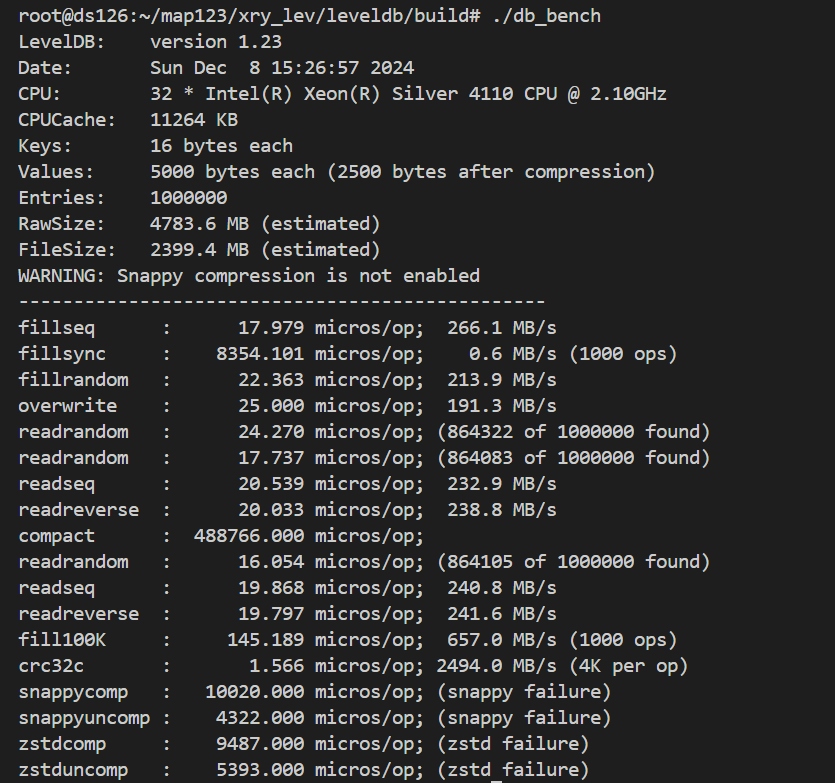 root@ds126:~/map123/xry_lev/leveldb/build# ./db_bench
LevelDB:    version 1.23
Date:       Sun Dec  8 15:26:57 2024
CPU:        32 * Intel(R) Xeon(R) Silver 4110 CPU @ 2.10GHz
CPUCache:   11264 KB
Keys:       16 bytes each
Values:     5000 bytes each (2500 bytes after compression)
Entries:    1000000
RawSize:    4783.6 MB (estimated)
FileSize:   2399.4 MB (estimated)
WARNING: Snappy compression is not enabled
------------------------------------------------
fillseq      :      17.979 micros/op;  266.1 MB/s
fillsync     :    8354.101 micros/op;    0.6 MB/s (1000 ops)
fillrandom   :      22.363 micros/op;  213.9 MB/s
overwrite    :      25.000 micros/op;  191.3 MB/s
readrandom   :      24.270 micros/op; (864322 of 1000000 found)
readrandom   :      17.737 micros/op; (864083 of 1000000 found)
readseq      :      20.539 micros/op;  232.9 MB/s
readreverse  :      20.033 micros/op;  238.8 MB/s
compact      :  488766.000 micros/op;
readrandom   :      16.054 micros/op; (864105 of 1000000 found)
readseq      :      19.868 micros/op;  240.8 MB/s
readreverse  :      19.797 micros/op;  241.6 MB/s
fill100K     :     145.189 micros/op;  657.0 MB/s (1000 ops)
crc32c       :       1.566 micros/op; 2494.0 MB/s (4K per op)
snappycomp   :   10020.000 micros/op; (snappy failure)
snappyuncomp :    4322.000 micros/op; (snappy failure)
zstdcomp     :    9487.000 micros/op; (zstd failure)
zstduncomp   :    5393.000 micros/op; (zstd failure)